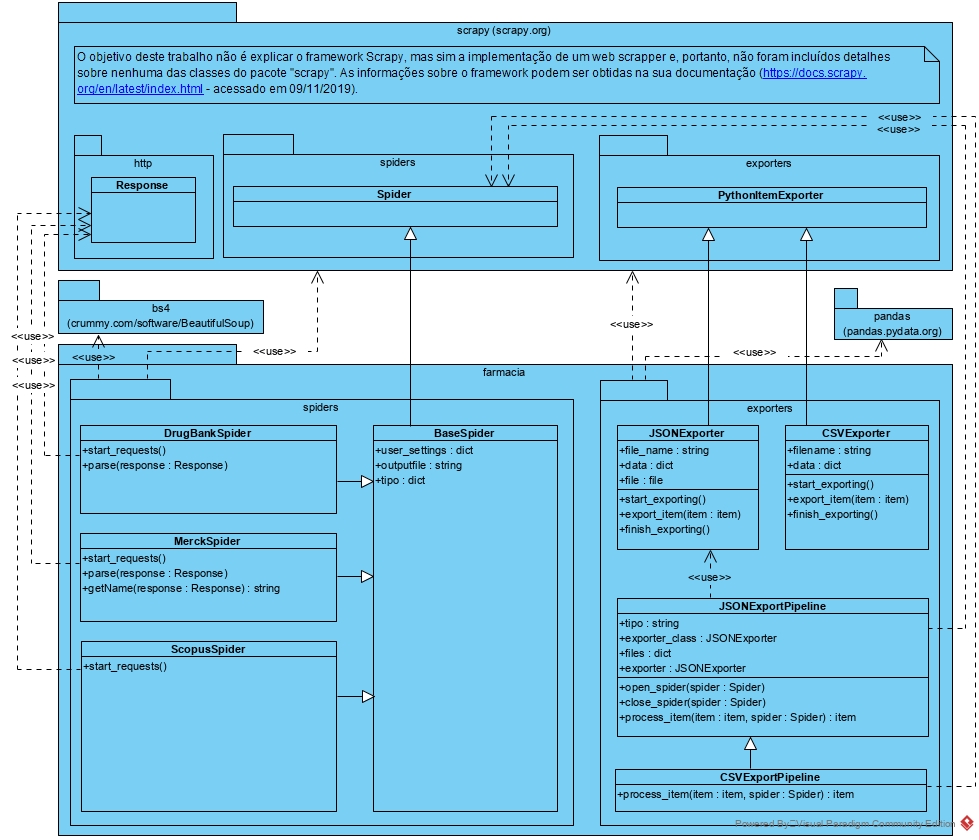 scrapy (scrapy.org)
O objetivo deste trabalho não é explicar o framework Scrapy, mas sim a implementação de um web scrapper e, portanto, não foram incluídos detalhes
sobre nenhuma das classes do pacote "scrapy". As informações sobre o framework podem ser obtidas na sua documentação (https://docs.scrapy.
org/en/latest/index.html - acessado em 09/11/2019).
<<use>>
<<use>>
http
spiders
exporters
Response
Spider
PythonItemExporter
bs4
(crummy.com/software/BeautifulSoup)
pandas
(pandas.pydata.org)
<<use>>
<<use>>
<<use>>
<<use>>
<<use>>
<<use>>
<<use>>
farmacia
spiders
exporters
DrugBankSpider
+start_requests()
+parse(response : Response)
BaseSpider
+user_settings : dict
+outputfile : string
+tipo : dict
JSONExporter
+file_name : string
+data : dict
+file : file
+start_exporting()
+export_item(item : item)
+finish_exporting()
CSVExporter
+filename : string
+data : dict
+start_exporting()
+export_item(item : item)
+finish_exporting()
MerckSpider
+start_requests()
+parse(response : Response)
+getName(response : Response) : string
<<use>>
JSONExportPipeline
+tipo : string
+exporter_class : JSONExporter
+files : dict
+exporter : JSONExporter
+open_spider(spider : Spider)
+close_spider(spider : Spider)
+process_item(item : item, spider : Spider) : item
ScopusSpider
+start_requests()
CSVExportPipeline
+process_item(item : item, spider : Spider) : item
Powered By Visual Paradigm Community Edition